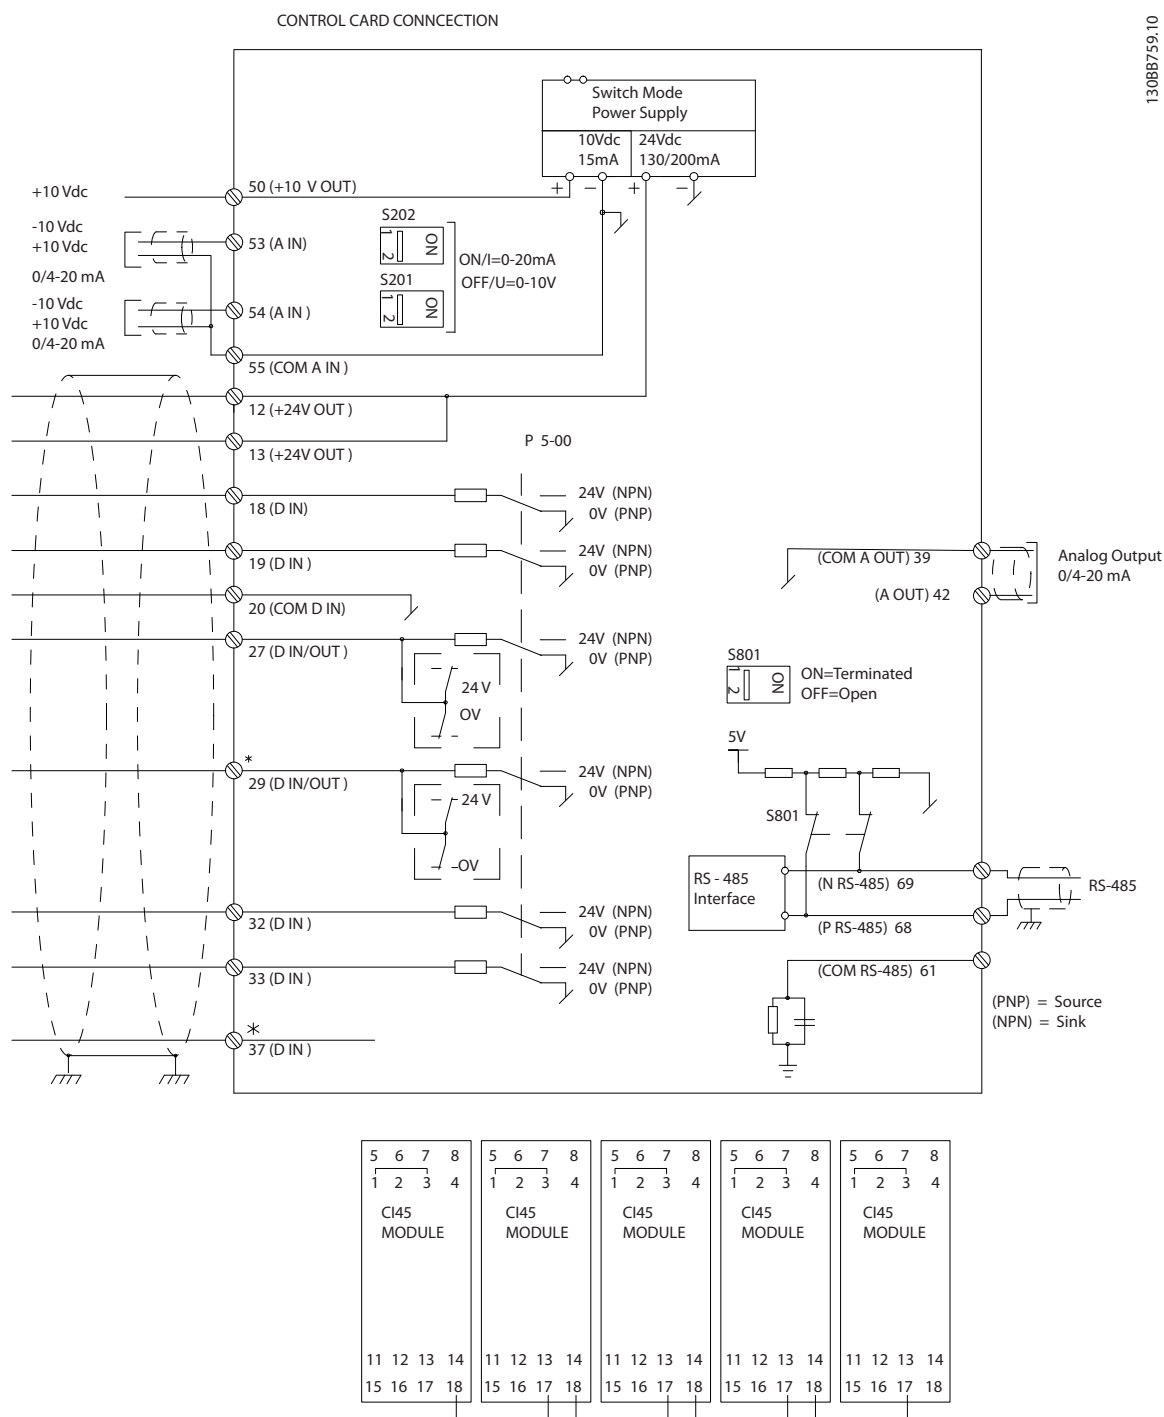 CONTROL CARD CONNCECTION
130BB759.10
Switch Mode
Power Supply
10Vdc
15mA
24Vdc
130/200mA
+ − + −
+10 Vdc
50 (+10 V OUT)
-10 Vdc
+10 Vdc
0/4-20 mA
53 (A IN)
S202
1 2 ON
ON/I=0-20mA
OFF/U=0-10V
S201
1 2 ON
-10 Vdc
+10 Vdc
0/4-20 mA
54 (A IN )
55 (COM A IN )
12 (+24V OUT )
13 (+24V OUT )
P 5-00
18 (D IN)
24V (NPN)
0V (PNP)
19 (D IN )
24V (NPN)
0V (PNP)
(COM A OUT) 39
Analog Output
0/4-20 mA
(A OUT) 42
20 (COM D IN)
27 (D IN/OUT )
24V (NPN)
0V (PNP)
24 V
OV
S801
1 2 ON
ON=Terminated
OFF=Open
5V
*
29 (D IN/OUT )
24V (NPN)
0V (PNP)
24 V
OV
S801
RS - 485
Interface
(N RS-485) 69
RS-485
(P RS-485) 68
32 (D IN )
24V (NPN)
0V (PNP)
33 (D IN )
24V (NPN)
0V (PNP)
(COM RS-485) 61
(PNP) = Source
(NPN) = Sink
*
37 (D IN )
5 6 7 8 5 6 7 8 5 6 7 8 5 6 7 8 5 6 7 8
1 2 3 4 1 2 3 4 1 2 3 4 1 2 3 4 1 2 3 4
CI45 CI45 CI45 CI45 CI45
MODULE MODULE MODULE MODULE MODULE
11 12 13 14 11 12 13 14 11 12 13 14 11 12 13 14 11 12 13 14
15 16 17 18 15 16 17 18 15 16 17 18 15 16 17 18 15 16 17 18